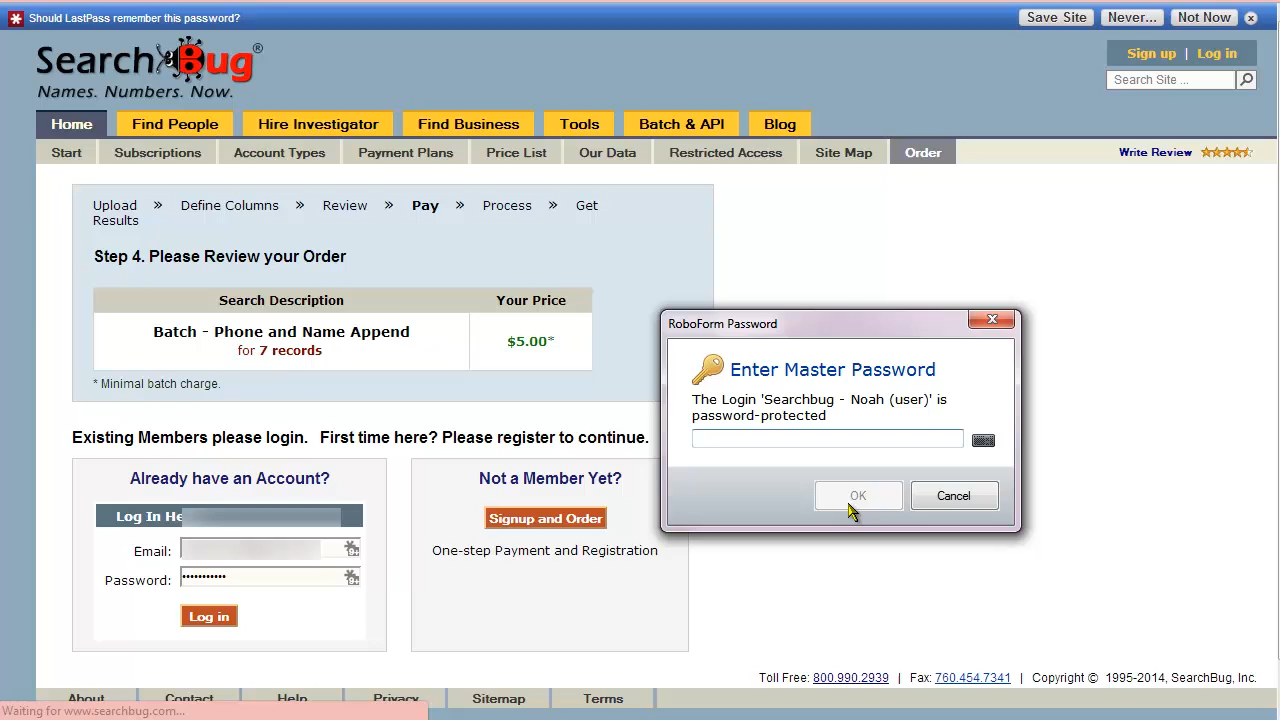 Should LastPass remember this password?
Save Site
Never...
Not Now
SearchBug®
Names. Numbers. Now.
Sign up | Log in
Search Site ...
Home
Find People
Hire Investigator
Find Business
Tools
Batch & API
Blog
Start
Subscriptions
Account Types
Payment Plans
Price List
Our Data
Restricted Access
Site Map
Order
Write Review
Upload » Define Columns » Review » Pay » Process » Get
Results
Step 4. Please Review your Order
Search Description
Your Price
Batch - Phone and Name Append
for 7 records
$5.00*
* Minimal batch charge.
RoboForm Password
Enter Master Password
The Login 'Searchbug - Noah (user)' is
password-protected
OK
Cancel
Existing Members please login. First time here? Please register to continue.
Already have an Account?
Log In He
Email:
Password:
•••••••••••
Log in
Not a Member Yet?
Signup and Order
One-step Payment and Registration
Toll Free: 800.990.2939 | Fax: 760.454.7341 | Copyright © 1995-2014, SearchBug, Inc.
About
Contact
Help
Privacy
Sitemap
Terms
Waiting for www.searchbug.com...